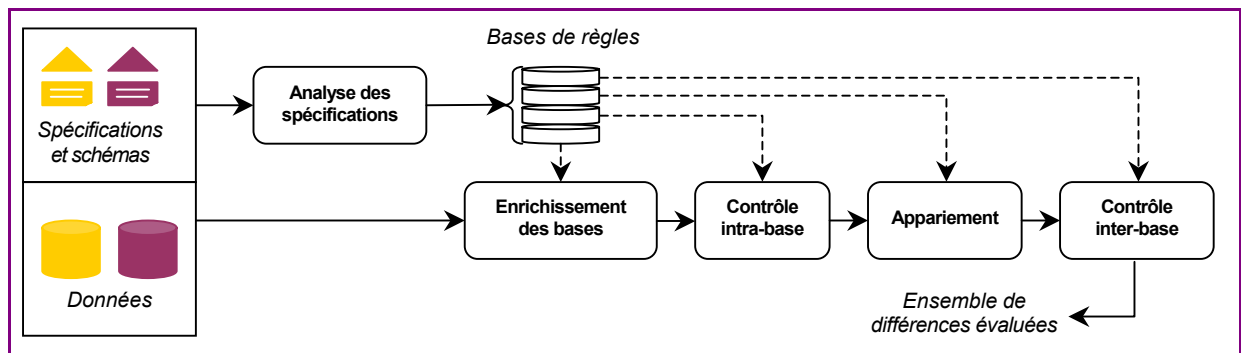 Bases de règles
Analyse des
spécifications
Spécifications
et schémas
Enrichissement
des bases
Contrôle
intra-base
Appariement
Contrôle
inter-base
Données
Ensemble de
différences évaluées